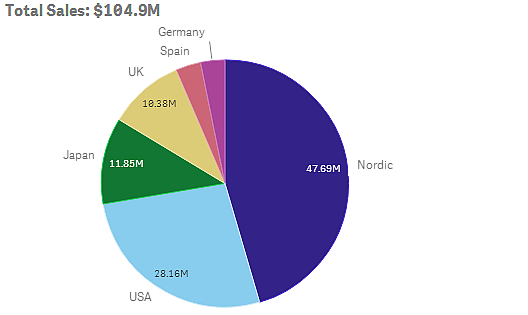 Total Sales: $104.9M
Germany
Spain
UK
10.38M
Japan
11.85M
47.69M
Nordic
28.16M
USA